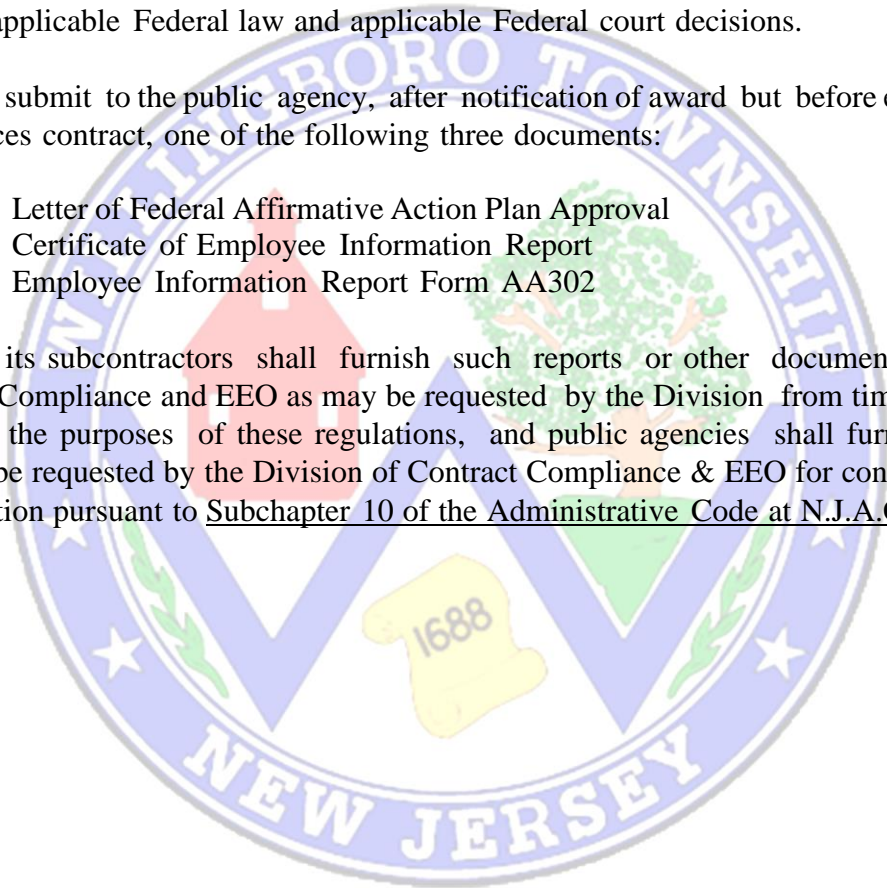 applicable Federal law and applicable Federal court decisions.
submit to the public agency, after notification of award but before
ces contract, one of the following three documents:
Letter of Federal Affirmative Action Plan Approval
Certificate of Employee Information Report
Employee Information Report Form AA302
its subcontractors shall furnish such reports or other documen
Compliance and EEO as may be requested by the Division from tim
the purposes of these regulations, and public agencies shall furn
be requested by the Division of Contract Compliance & EEO for con
tion pursuant to Subchapter 10 of the Administrative Code at N.J.A.C
WILLINGBORO TOWNSHIP
1688
NEW JERSEY